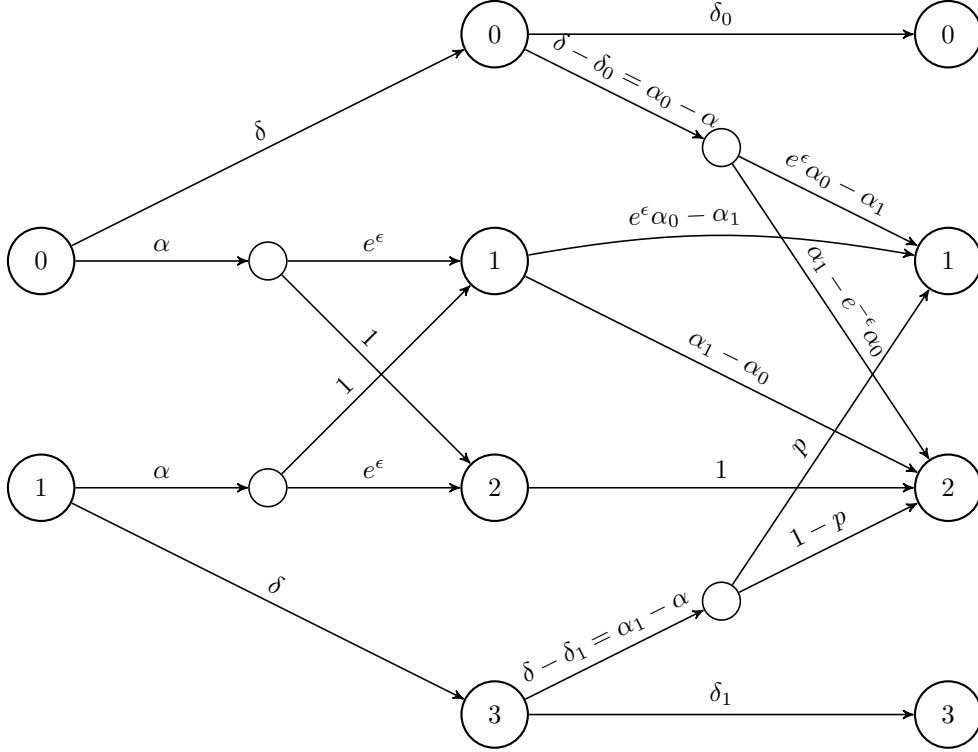 0
δ₀
0
δ − δ₀ = α₀ − α
δ
e^ϵα₀ − α₁
e^ϵα₀ − α₁
0
α
e^ϵ
1
1
α₁ − e^{-ϵ}α₀
1
1
α₁ − α₀
p
1
α
e^ϵ
2
1
2
1 − p
δ
δ − δ₁ = α₁ − α
3
δ₁
3